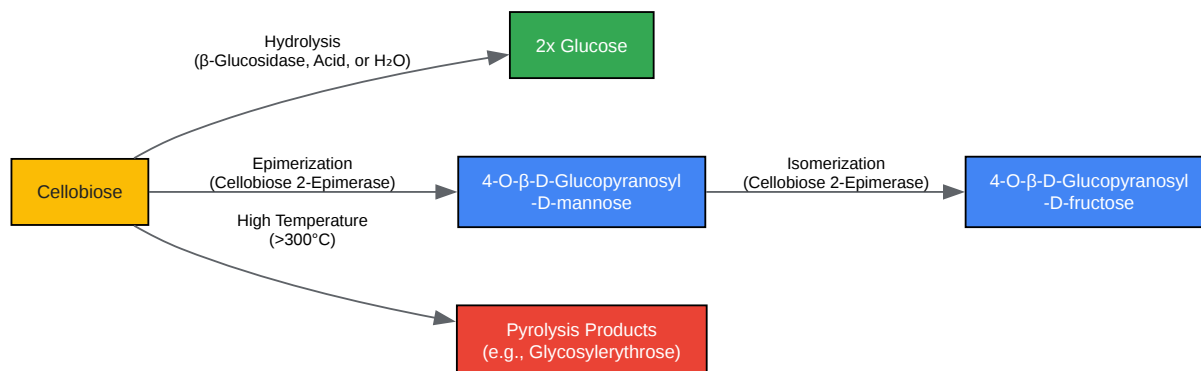 Hydrolysis
(β-Glucosidase, Acid, or H₂O)
2x Glucose
Cellobiose
Epimerization
(Cellobiose 2-Epimerase)
4-O-β-D-Glucopyranosyl
-D-mannose
Isomerization
(Cellobiose 2-Epimerase)
4-O-β-D-Glucopyranosyl
-D-fructose
High Temperature
(>300°C)
Pyrolysis Products
(e.g., Glycosylerythrose)